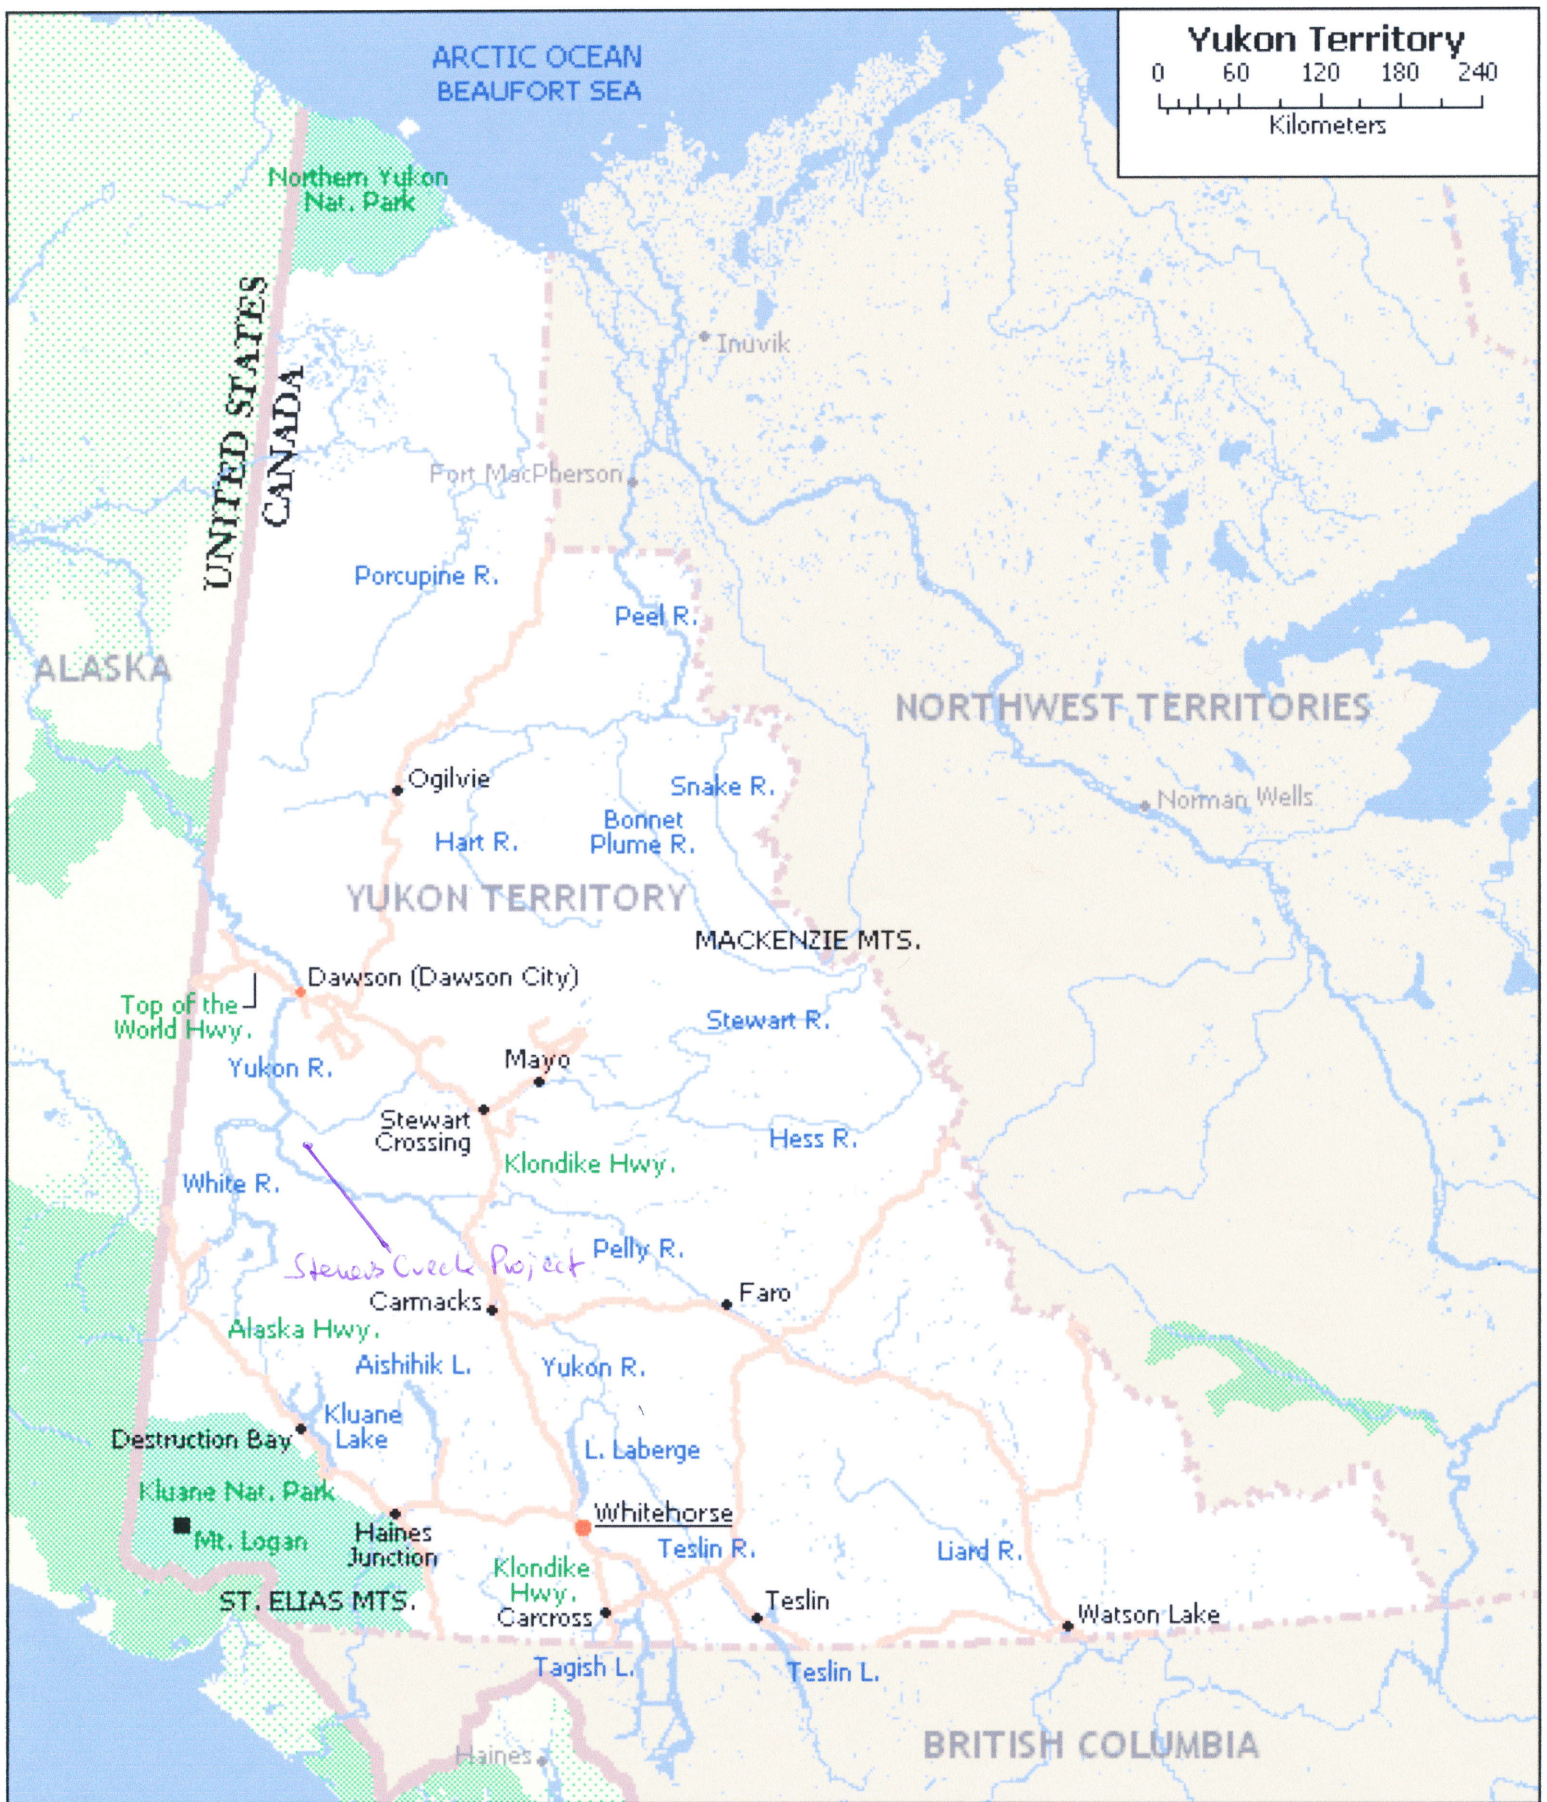 Yukon Territory
0 60 120 180 240
Kilometers
ARCTIC OCEAN
BEAUFORT SEA
Northern Yukon
Nat. Park
UNITED STATES
CANADA
Inuvik
Fort MacPherson
Porcupine R.
Peel R.
ALASKA
NORTHWEST TERRITORIES
Ogilvie
Snake R.
Norman Wells
Bonnet
Plume R.
Hart R.
YUKON TERRITORY
MACKENZIE MTS.
Dawson (Dawson City)
Top of the
World Hwy.
Stewart R.
Yukon R.
Mayo
Stewart
Crossing
Hess R.
Klondike Hwy.
White R.
Pelly R.
Creek Project
Carmacks
Faro
Alaska Hwy.
Aishihik L.
Yukon R.
Kluane
Lake
Destruction Bay
L. Laberge
Kluane Nat. Park
Mt. Logan
Whitehorse
Haines
Junction
Teslin R.
Liard R.
Klondike
Hwy.
ST. ELIAS MTS.
Carcross
Teslin
Watson Lake
Tagish L.
Teslin L.
BRITISH COLUMBIA
Haines